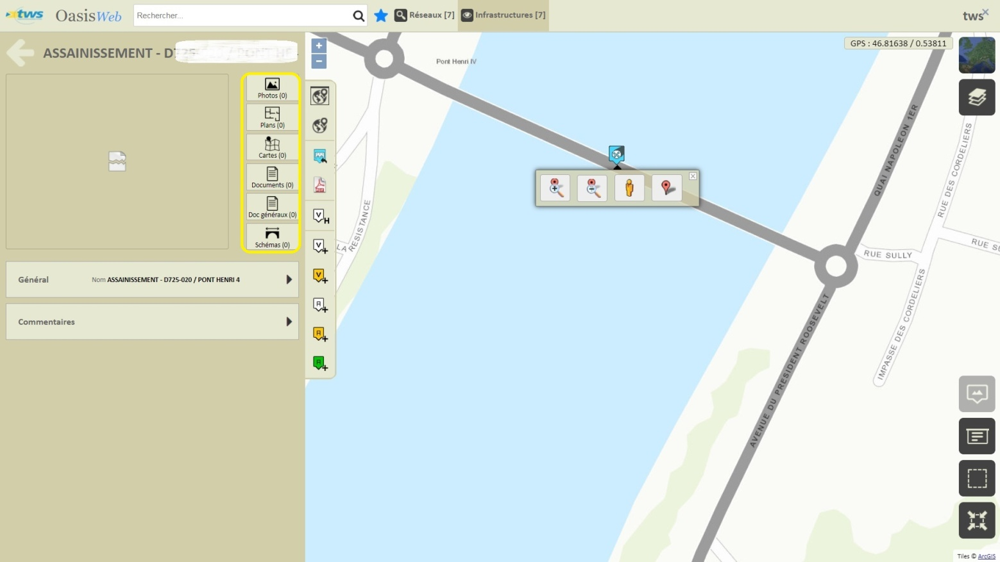 xtws
OasisWeb
Rechercher...
Réseaux [7]
Infrastructures [7]
tws
ASSAINISSEMENT -
Photos (0)
Plans (0)
Cartes (0)
Documents (0)
Doc généraux (0)
Schémas (0)
Général
Nom ASSAINISSEMENT - D725-020 / PONT HENRI 4
Commentaires
+
−
PDF
V H
V +
V +
R +
R +
R +
Pont Henri IV
GPS : 46.81638 / 0.53811
LA RESISTANCE
QUAI NAPOLEON 1ER
RUE DES CORDELIERS
RUE SULLY
IMPASSE DES CORDELIERS
AVENUE DU PRESIDENT ROOSEVELT
Tiles © ArcGIS